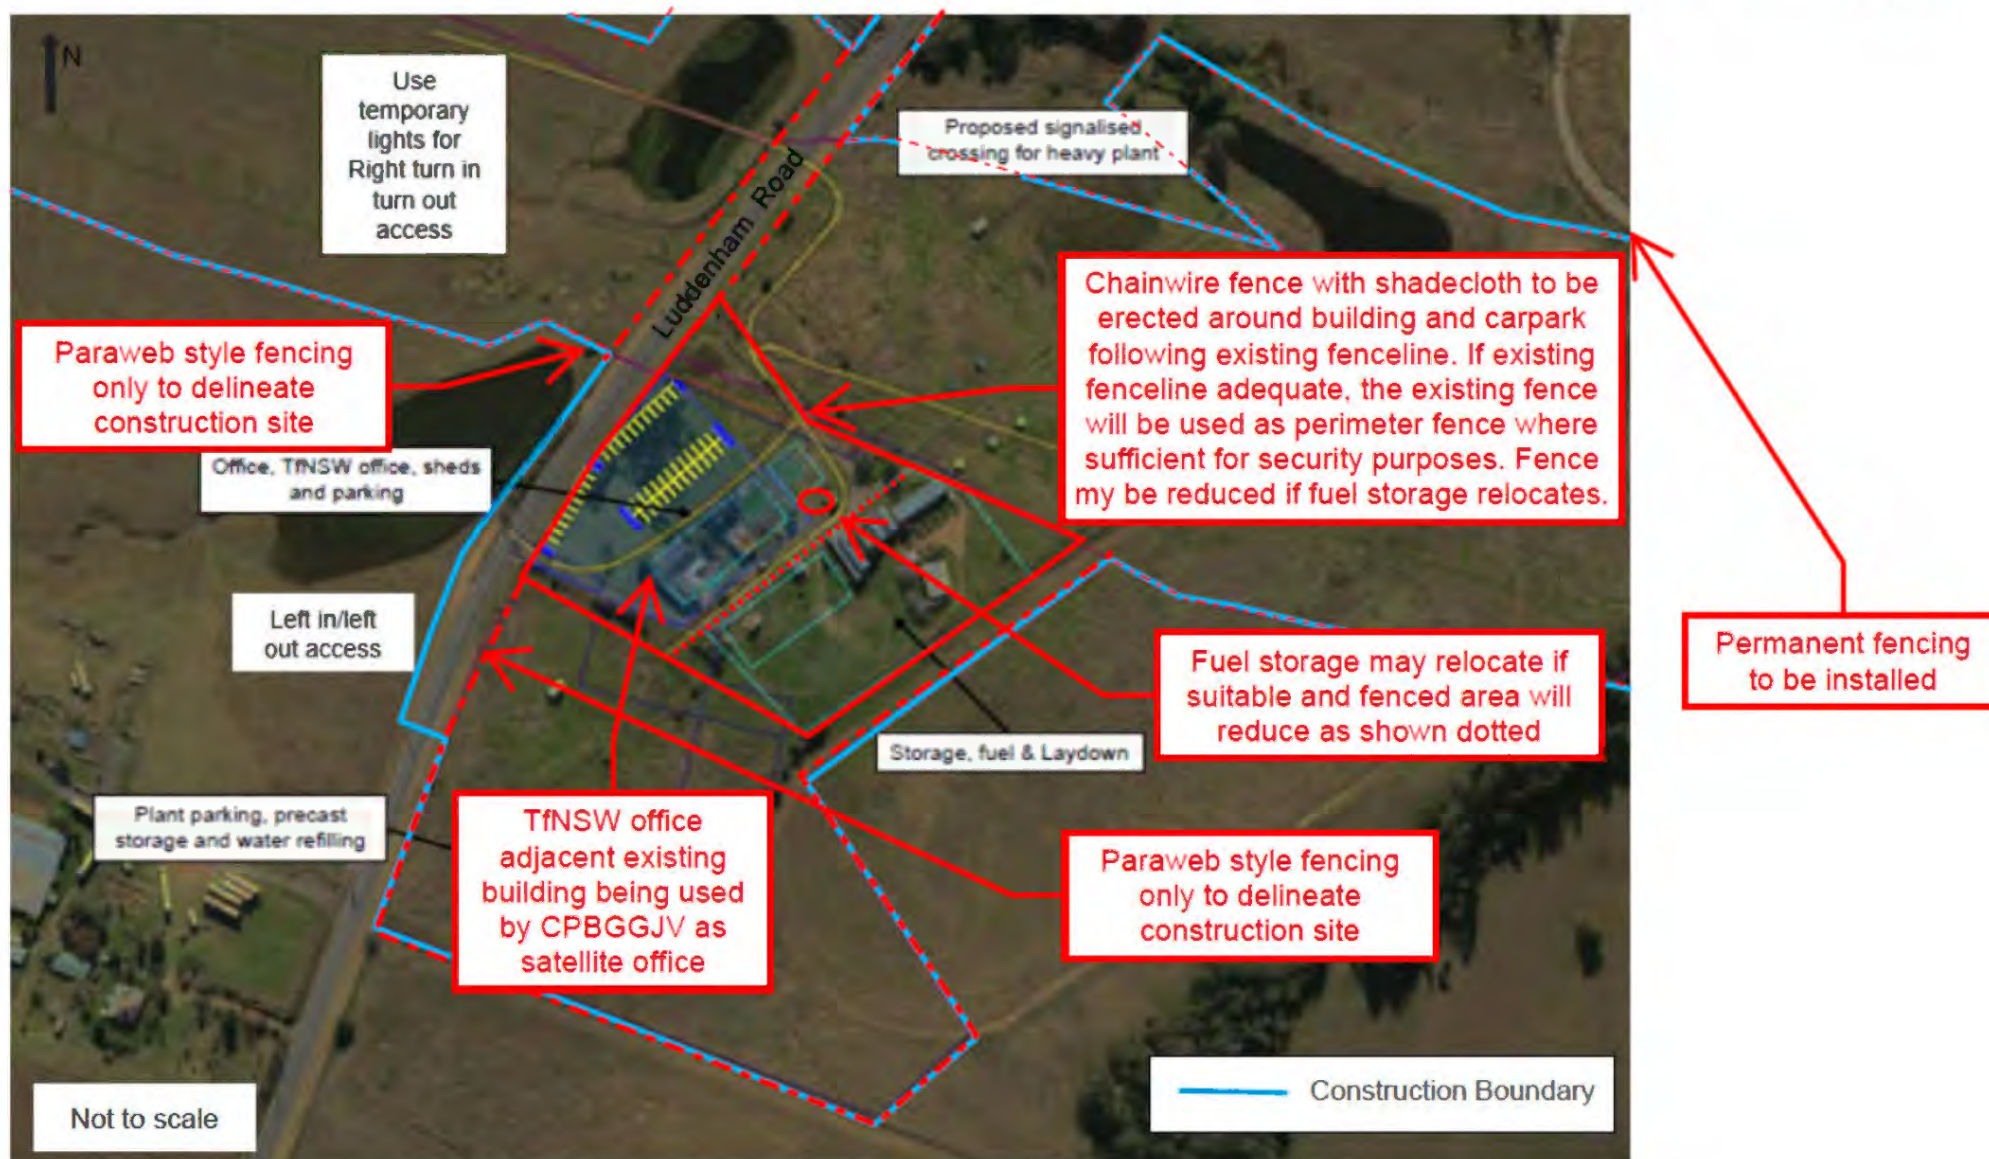 N
Use
temporary
lights for
Right turn in
turn out
access
Proposed signalised
crossing for heavy plant
Luddenham Road
Chainwire fence with shadecloth to be
erected around building and carpark
following existing fenceline. If existing
fenceline adequate, the existing fence
will be used as perimeter fence where
sufficient for security purposes. Fence
my be reduced if fuel storage relocates.
Paraweb style fencing
only to delineate
construction site
Office, TfNSW office, sheds
and parking
Left in/left
out access
Permanent fencing
to be installed
Fuel storage may relocate if
suitable and fenced area will
reduce as shown dotted
Storage, fuel & Laydown
Plant parking, precast
storage and water refilling
TfNSW office
adjacent existing
building being used
by CPBGGJV as
satellite office
Paraweb style fencing
only to delineate
construction site
Construction Boundary
Not to scale